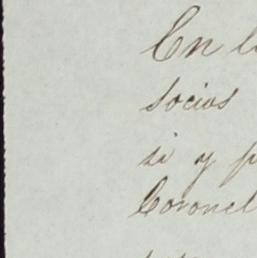 En l
socios
si y p
Coronel